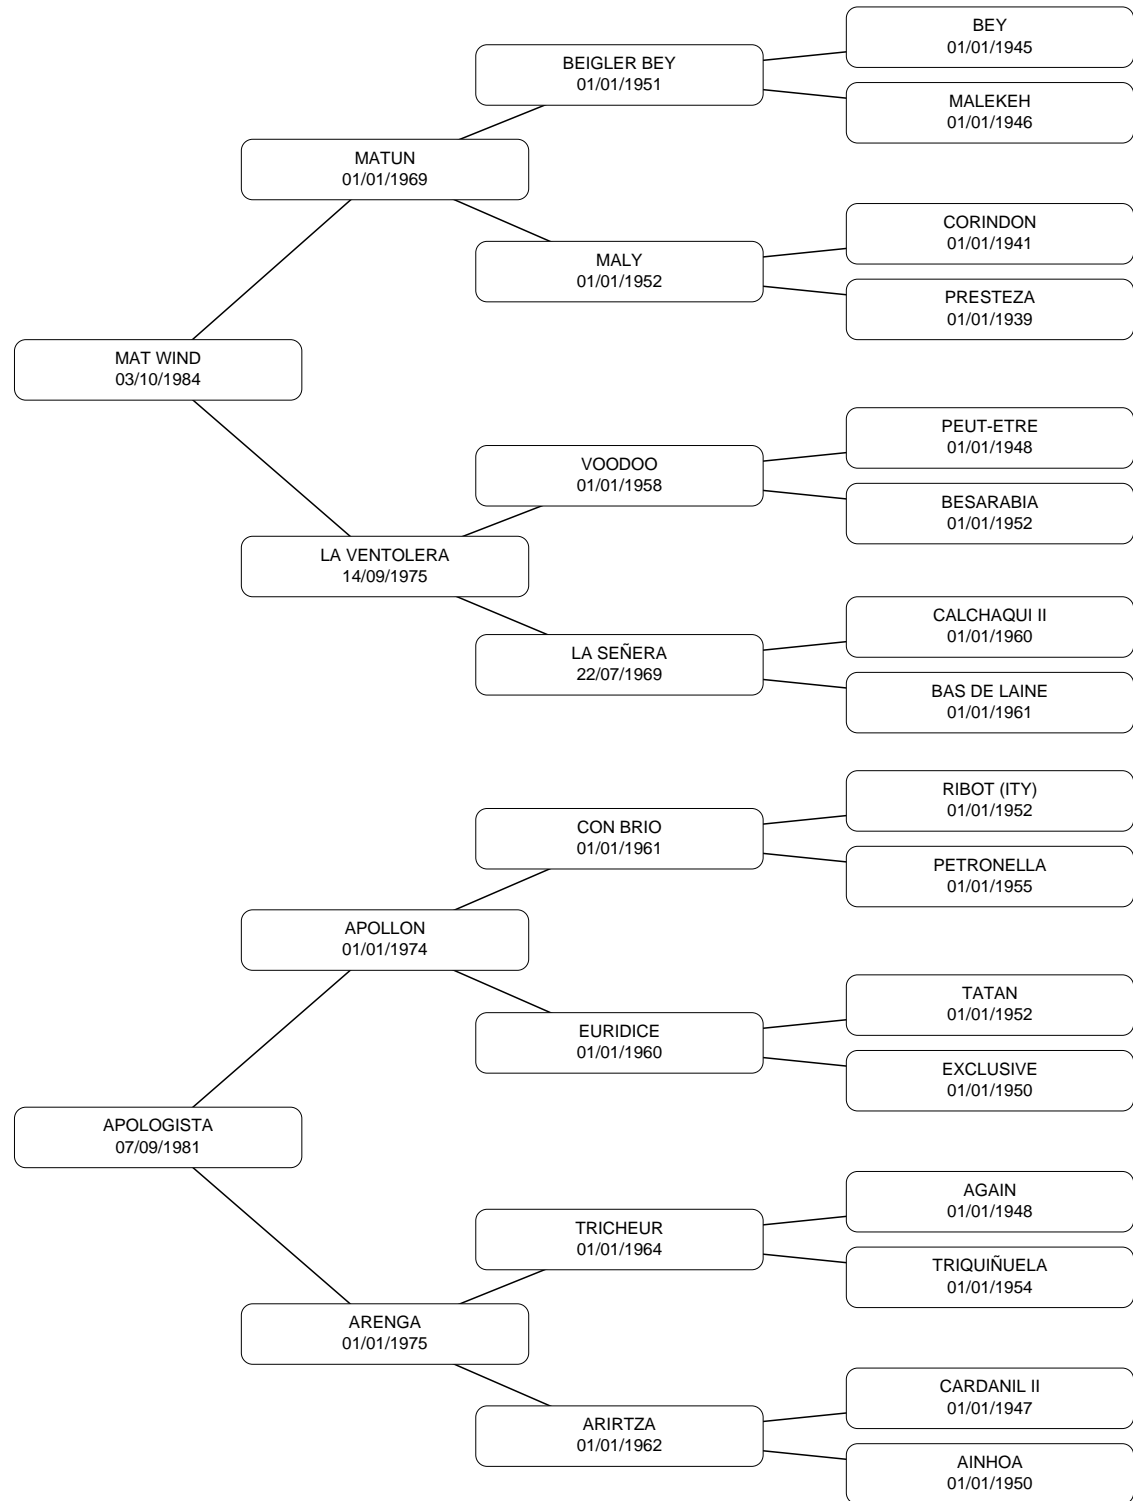 BEY
01/01/1945
BEIGLER BEY
01/01/1951
MALEKEH
01/01/1946
MATUN
01/01/1969
CORINDON
01/01/1941
MALY
01/01/1952
PRESTEZA
01/01/1939
MAT WIND
03/10/1984
PEUT-ETRE
01/01/1948
VOODOO
01/01/1958
BESARABIA
01/01/1952
LA VENTOLERA
14/09/1975
CALCHAQUI II
01/01/1960
LA SEÑERA
22/07/1969
BAS DE LAINE
01/01/1961
RIBOT (ITY)
01/01/1952
CON BRIO
01/01/1961
PETRONELLA
01/01/1955
APOLLON
01/01/1974
TATAN
01/01/1952
EURIDICE
01/01/1960
EXCLUSIVE
01/01/1950
APOLOGISTA
07/09/1981
AGAIN
01/01/1948
TRICHEUR
01/01/1964
TRIQUIÑUELA
01/01/1954
ARENGA
01/01/1975
CARDANIL II
01/01/1947
ARIRTZA
01/01/1962
AINHOA
01/01/1950